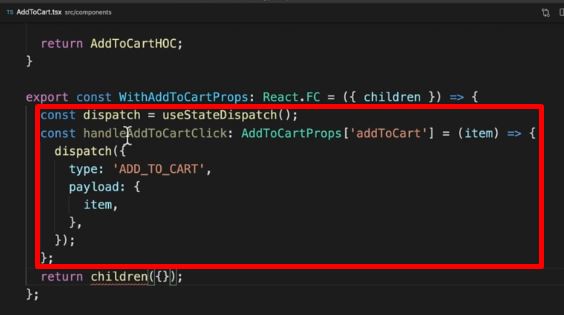 TS AddToCart.tsx src/components
return AddToCartHOC;
}
export const WithAddToCartProps: React.FC = ({ children }) => {
const dispatch = useStateDispatch();
const handleAddToCartClick: AddToCartProps['addToCart'] = (item) => {
dispatch({
type: 'ADD_TO_CART',
payload: {
item,
},
});
};
return children({});
};